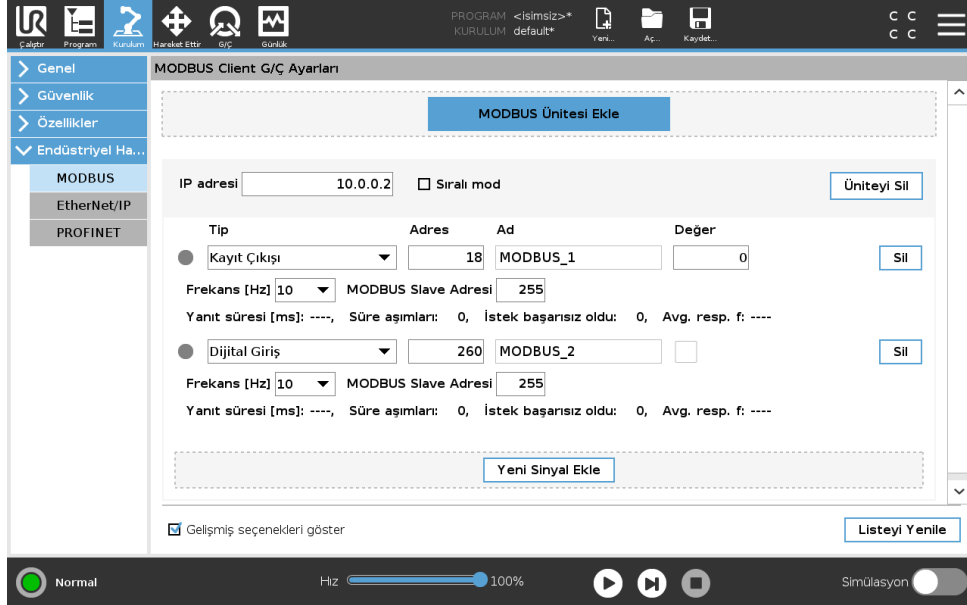 UR
PROGRAM <isimsiz>*
KURULUM default*
Çalıştır Program Kurulum Hareket Ettir G/Ç Günlük Yeni... Aç... Kaydet...
C C
C C
Genel
Güvenlik
Özellikler
Endüstriyel Ha...
MODBUS
EtherNet/IP
PROFINET
MODBUS Client G/Ç Ayarları
MODBUS Ünitesi Ekle
IP adresi 10.0.0.2 Sıralı mod Üniteyi Sil
Tip Adres Ad Değer
Kayıt Çıkışı 18 MODBUS_1 0 Sil
Frekans [Hz] 10 MODBUS Slave Adresi 255
Yanıt süresi [ms]: ----, Süre aşımları: 0, İstek başarısız oldu: 0, Avg. resp. f: ----
Dijital Giriş 260 MODBUS_2 Sil
Frekans [Hz] 10 MODBUS Slave Adresi 255
Yanıt süresi [ms]: ----, Süre aşımları: 0, İstek başarısız oldu: 0, Avg. resp. f: ----
Yeni Sinyal Ekle
Gelişmiş seçenekleri göster Listeyi Yenile
Normal Hız 100% Simülasyon